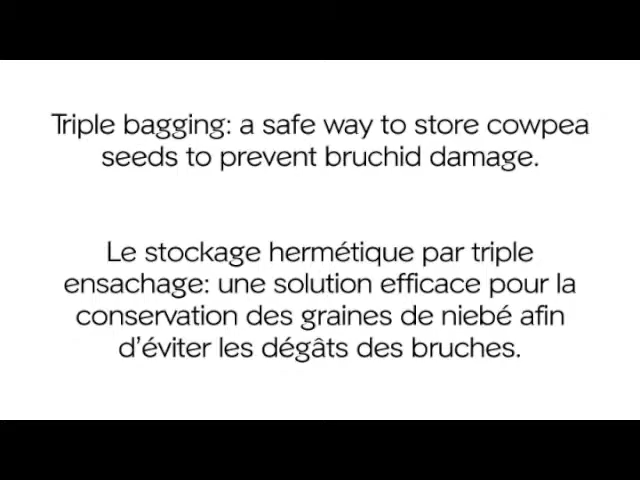 Triple bagging: a safe way to store cowpea
seeds to prevent bruchid damage.
Le stockage hermétique par triple
ensachage: une solution efficace pour la
conservation des graines de niebé afin
d’éviter les dégâts des bruches.